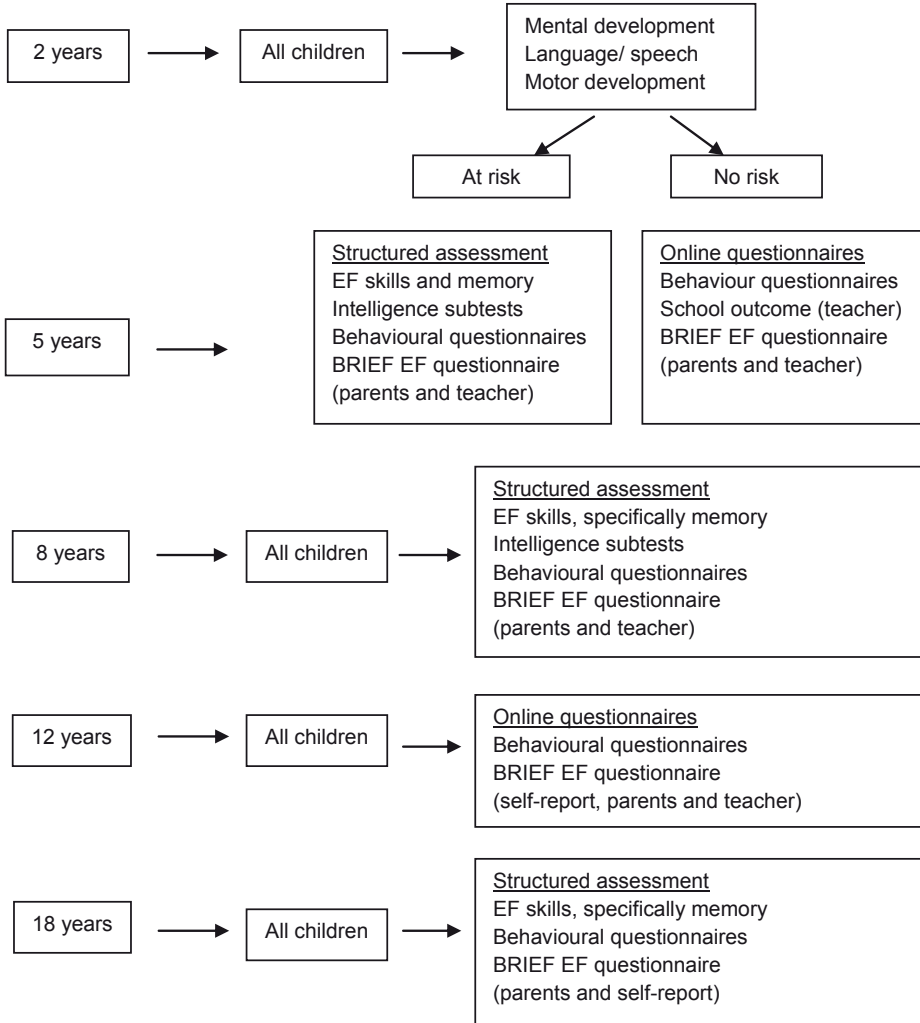 2 years
All children
Mental development
Language/ speech
Motor development
At risk
No risk
5 years
Structured assessment
EF skills and memory
Intelligence subtests
Behavioural questionnaires
BRIEF EF questionnaire
(parents and teacher)
Online questionnaires
Behaviour questionnaires
School outcome (teacher)
BRIEF EF questionnaire
(parents and teacher)
8 years
All children
Structured assessment
EF skills, specifically memory
Intelligence subtests
Behavioural questionnaires
BRIEF EF questionnaire
(parents and teacher)
12 years
All children
Online questionnaires
Behavioural questionnaires
BRIEF EF questionnaire
(self-report, parents and teacher)
18 years
All children
Structured assessment
EF skills, specifically memory
Behavioural questionnaires
BRIEF EF questionnaire
(parents and self-report)